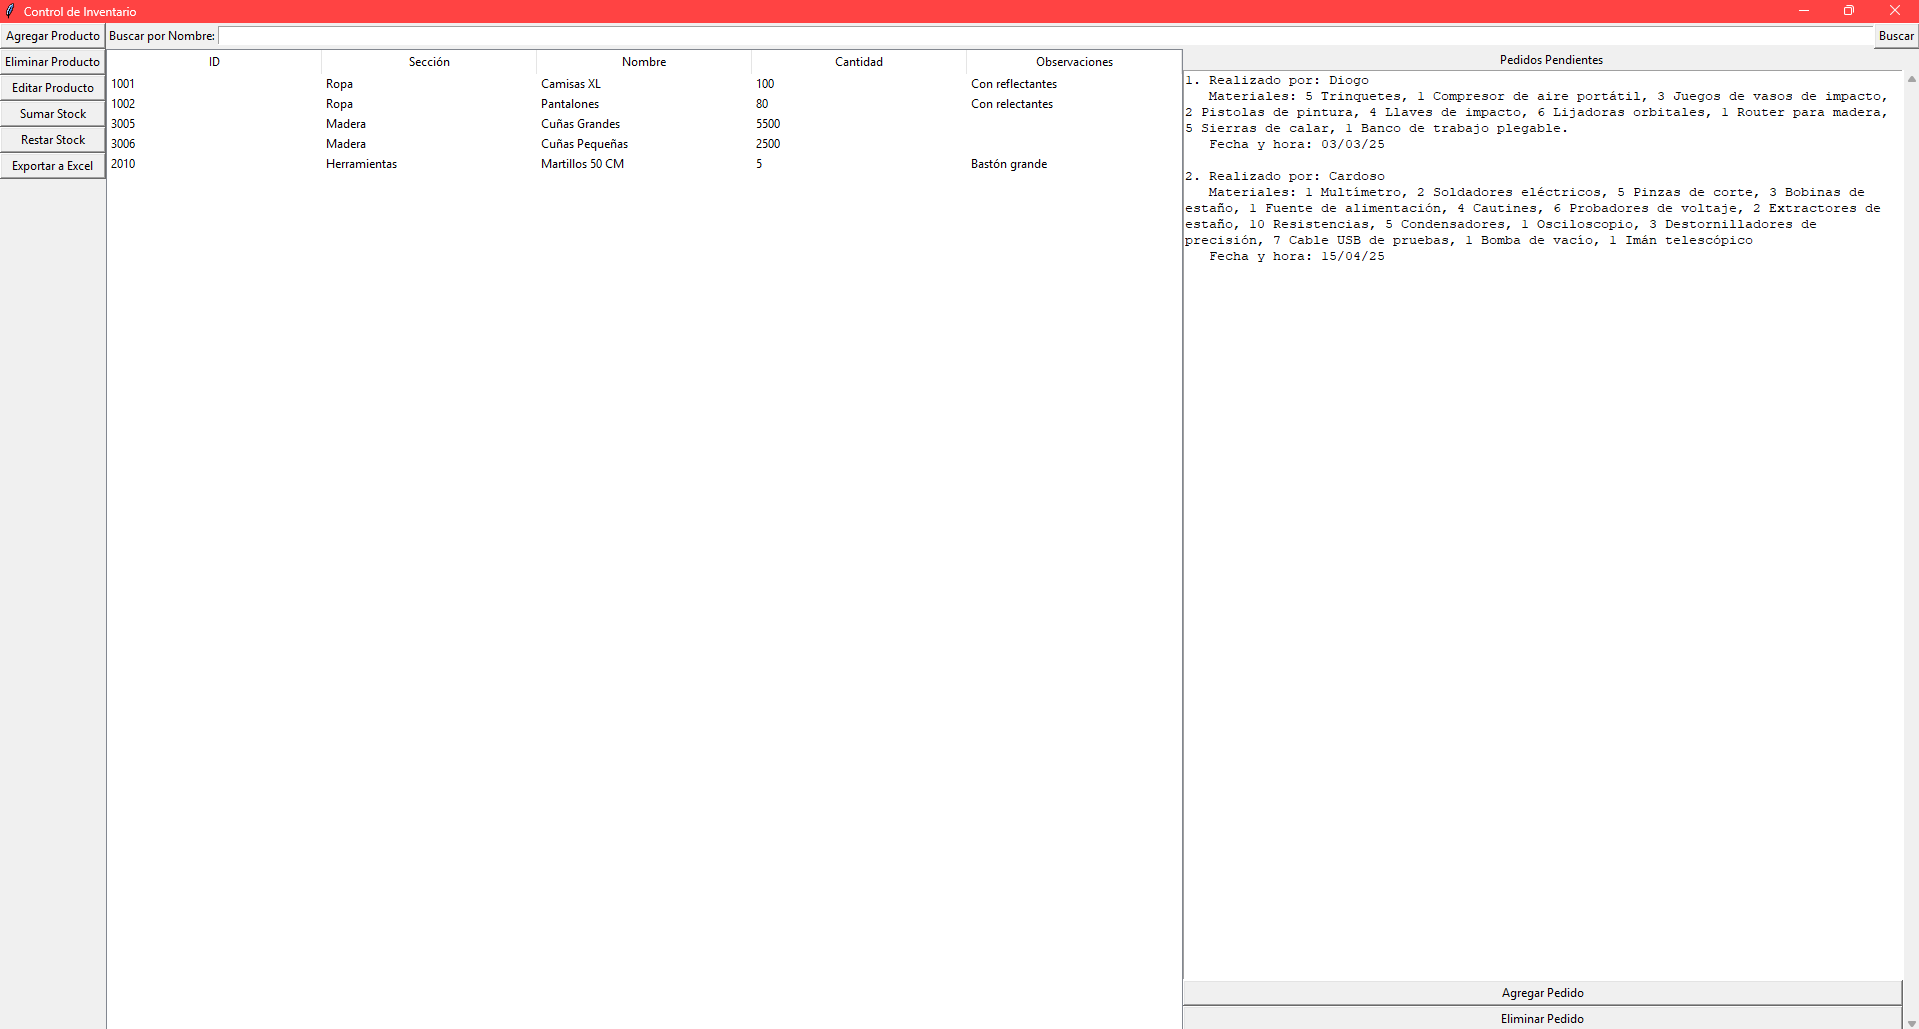 Control de Inventario
Agregar Producto Buscar por Nombre: Buscar
Eliminar Producto
Editar Producto
Sumar Stock
Restar Stock
Exportar a Excel
ID Sección Nombre Cantidad Observaciones
1001 Ropa Camisas XL 100 Con reflectantes
1002 Ropa Pantalones 80 Con relectantes
3005 Madera Cuñas Grandes 5500
3006 Madera Cuñas Pequeñas 2500
2010 Herramientas Martillos 50 CM 5 Bastón grande
Pedidos Pendientes
1. Realizado por: Diogo
Materiales: 5 Trinquetes, 1 Compresor de aire portátil, 3 Juegos de vasos de impacto,
2 Pistolas de pintura, 4 Llaves de impacto, 6 Lijadoras orbitales, 1 Router para madera,
5 Sierras de calar, 1 Banco de trabajo plegable.
Fecha y hora: 03/03/25
2. Realizado por: Cardoso
Materiales: 1 Multímetro, 2 Soldadores eléctricos, 5 Pinzas de corte, 3 Bobinas de
estaño, 1 Fuente de alimentación, 4 Cautines, 6 Probadores de voltaje, 2 Extractores de
estaño, 10 Resistencias, 5 Condensadores, 1 Osciloscopio, 3 Destornilladores de
precisión, 7 Cable USB de pruebas, 1 Bomba de vacío, 1 Imán telescópico
Fecha y hora: 15/04/25
Agregar Pedido
Eliminar Pedido